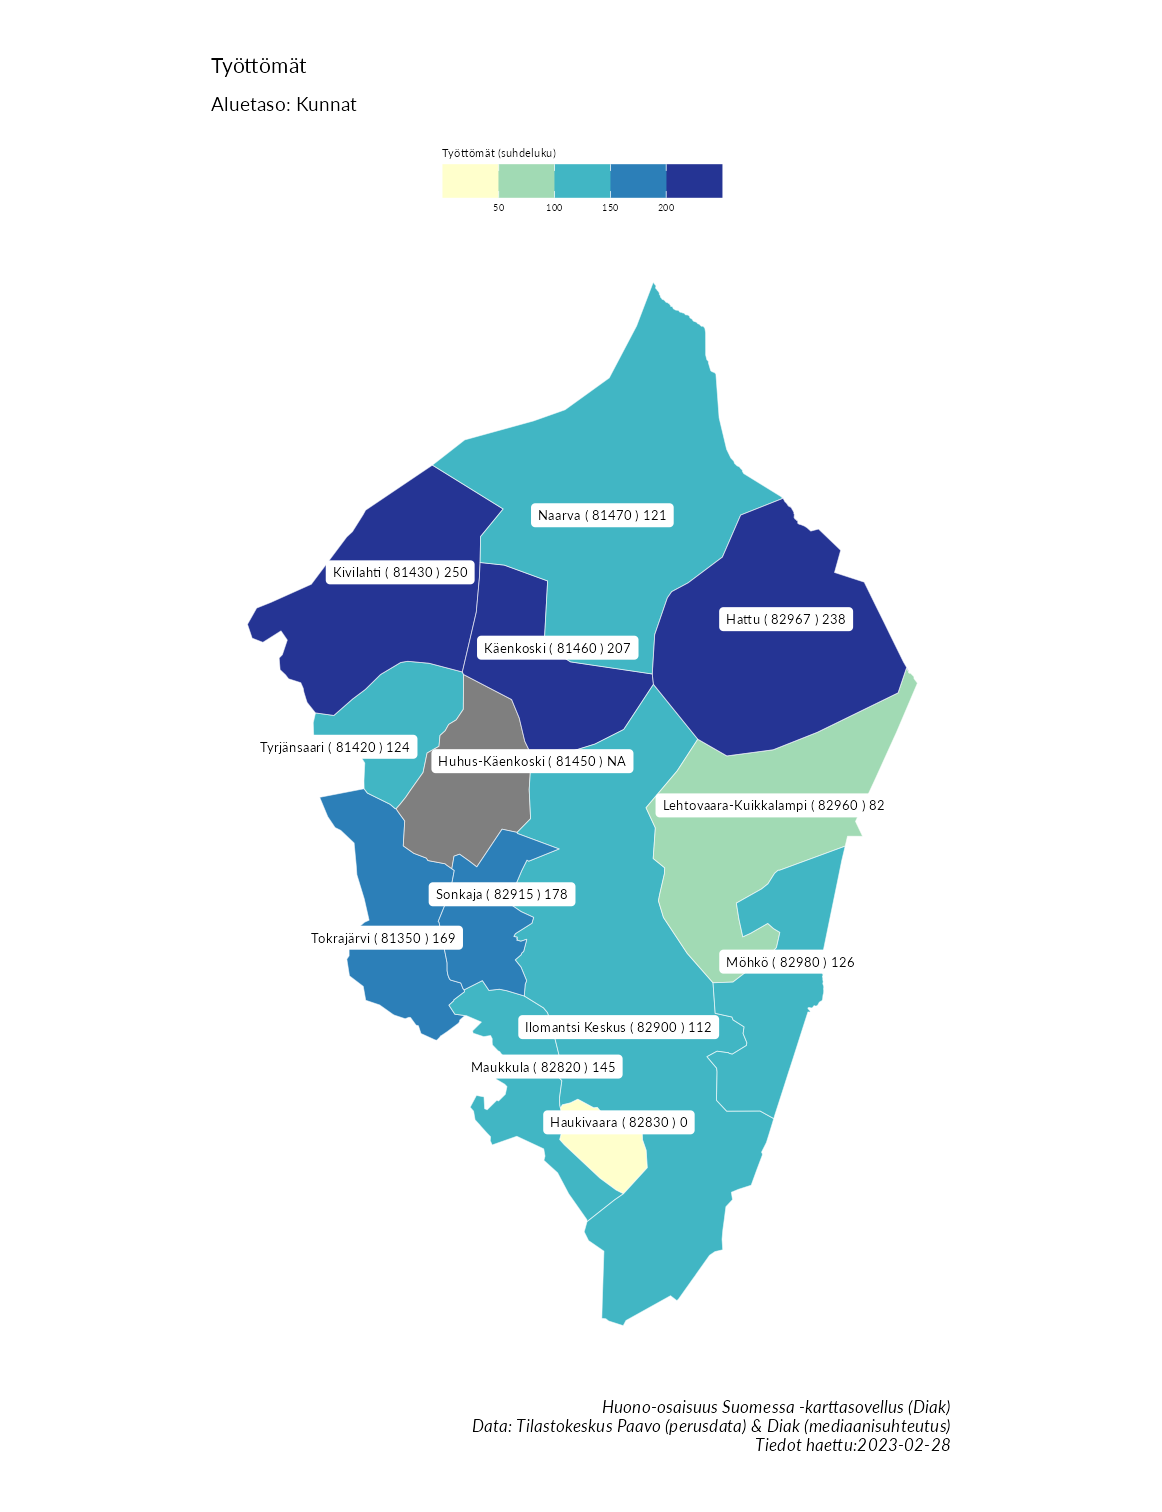 Työttömät
Aluetaso: Kunnat
Työttömät (suhdeluku)
50 100 150 200
Naarva ( 81470 ) 121
Kivilahti ( 81430 ) 250
Hattu ( 82967 ) 238
Käenkoski ( 81460 ) 207
Tyrjänsaari ( 81420 ) 124
Huhus-Käenkoski ( 81450 ) NA
Lehtovaara-Kuikkalampi ( 82960 ) 82
Sonkaja ( 82915 ) 178
Tokrajärvi ( 81350 ) 169
Möhkö ( 82980 ) 126
Ilomantsi Keskus ( 82900 ) 112
Maukkula ( 82820 ) 145
Haukivaara ( 82830 ) 0
Huono-osaisuus Suomessa -karttasovellus (Diak)
Data: Tilastokeskus Paavo (perusdata) & Diak (mediaanisuhteutus)
Tiedot haettu:2023-02-28